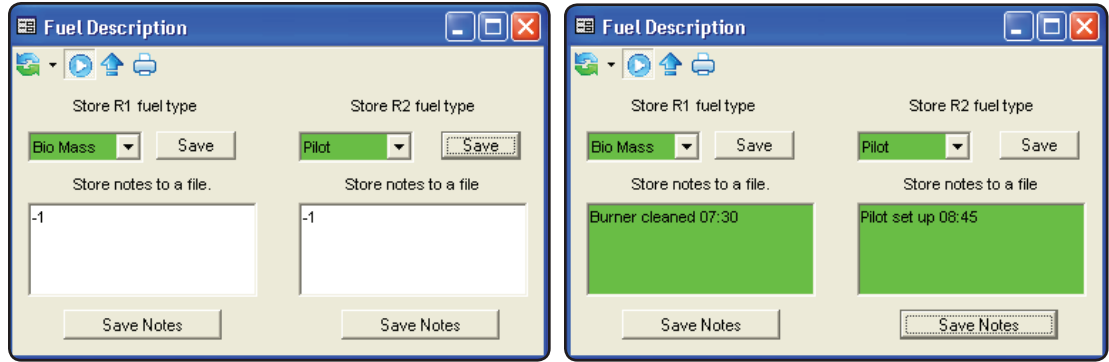 Fuel Description
Store R1 fuel type Store R2 fuel type
Bio Mass Save Pilot Save
Store notes to a file. Store notes to a file
-1 -1
Save Notes Save Notes
Fuel Description
Store R1 fuel type Store R2 fuel type
Bio Mass Save Pilot Save
Store notes to a file. Store notes to a file
Burner cleaned 07:30 Pilot set up 08:45
Save Notes Save Notes